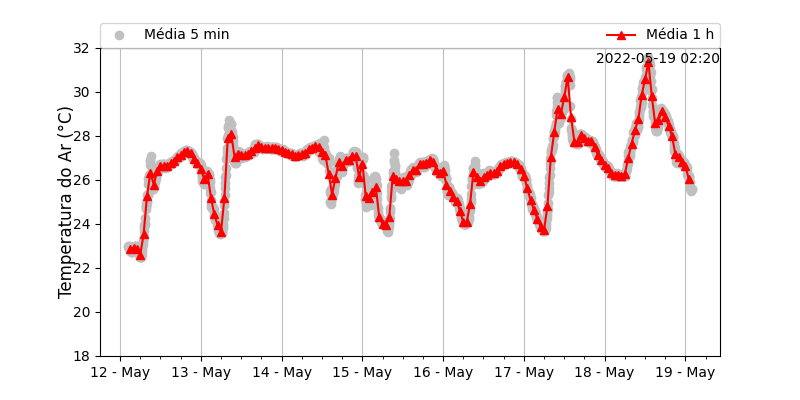 Média 5 min
Média 1 h
2022-05-19 02:20
Temperatura do Ar (°C)
32
30
28
26
24
22
20
18
12 - May
13 - May
14 - May
15 - May
16 - May
17 - May
18 - May
19 - May